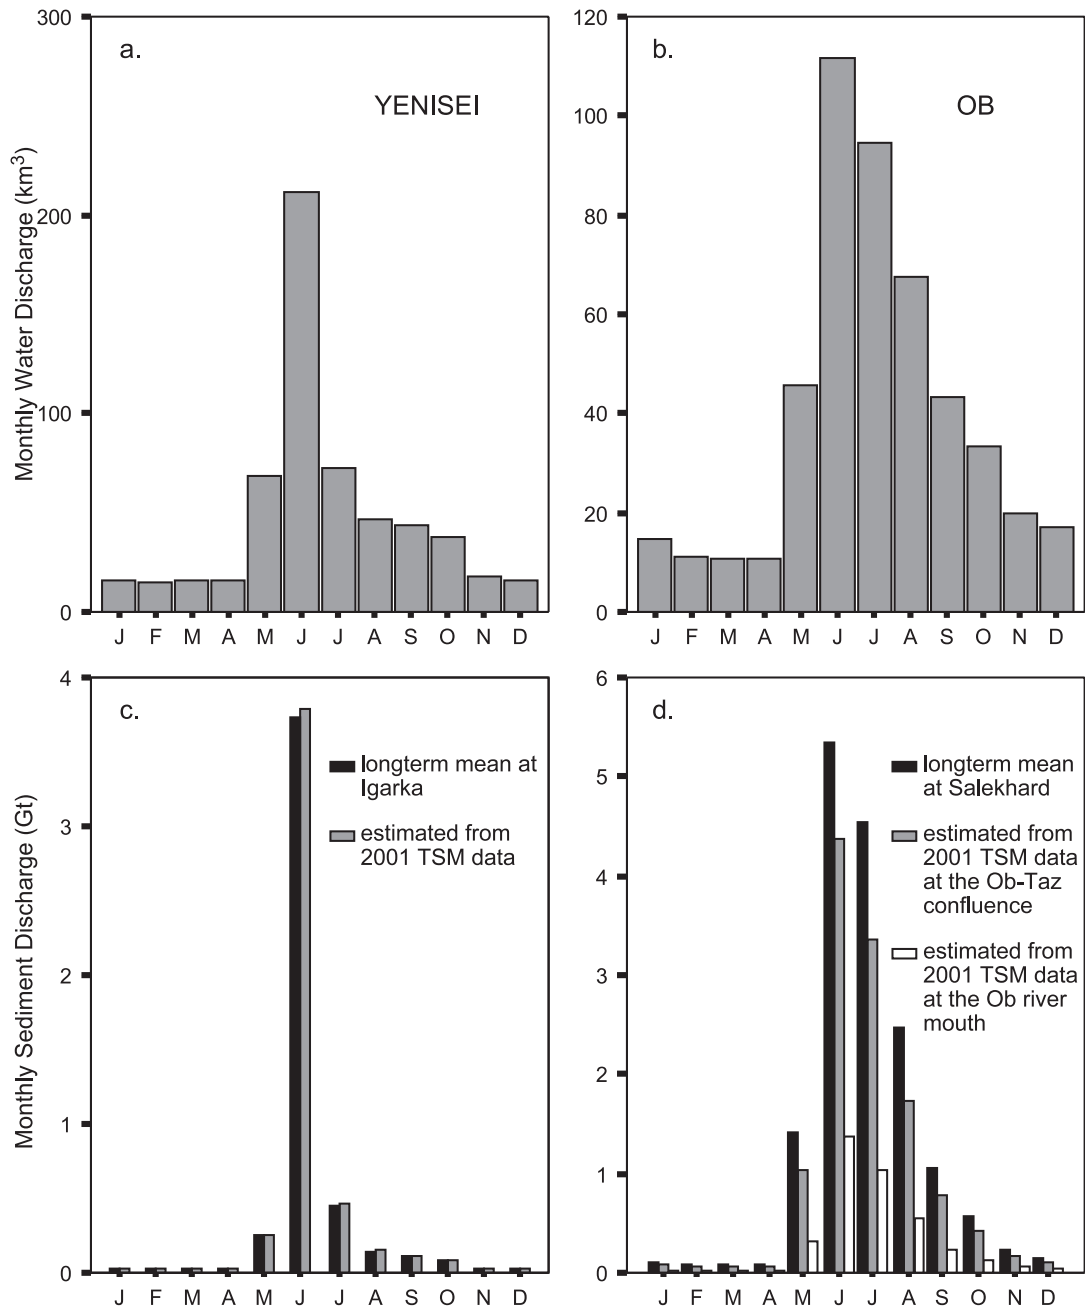 a.
YENISEI
Monthly Water Discharge (km³)
300
200
100
0
J F M A M J J A S O N D
b.
OB
120
100
80
60
40
20
0
J F M A M J J A S O N D
c.
longterm mean at
Igarka
estimated from
2001 TSM data
Monthly Sediment Discharge (Gt)
4
3
2
1
0
J F M A M J J A S O N D
d.
longterm mean
at Salekhard
estimated from
2001 TSM data
at the Ob-Taz
confluence
estimated from
2001 TSM data
at the Ob river
mouth
6
5
4
3
2
1
0
J F M A M J J A S O N D